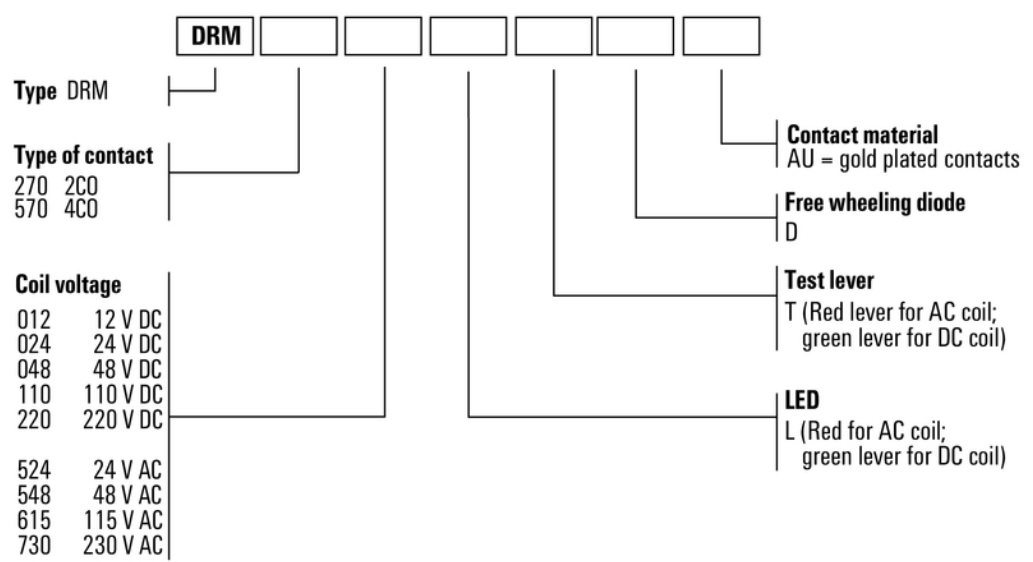 DRM
Type DRM
Type of contact
270 2CO
570 4CO
Coil voltage
012 12 V DC
024 24 V DC
048 48 V DC
110 110 V DC
220 220 V DC
524 24 V AC
548 48 V AC
615 115 V AC
730 230 V AC
Contact material
AU = gold plated contacts
Free wheeling diode
D
Test lever
T (Red lever for AC coil;
green lever for DC coil)
LED
L (Red for AC coil;
green lever for DC coil)